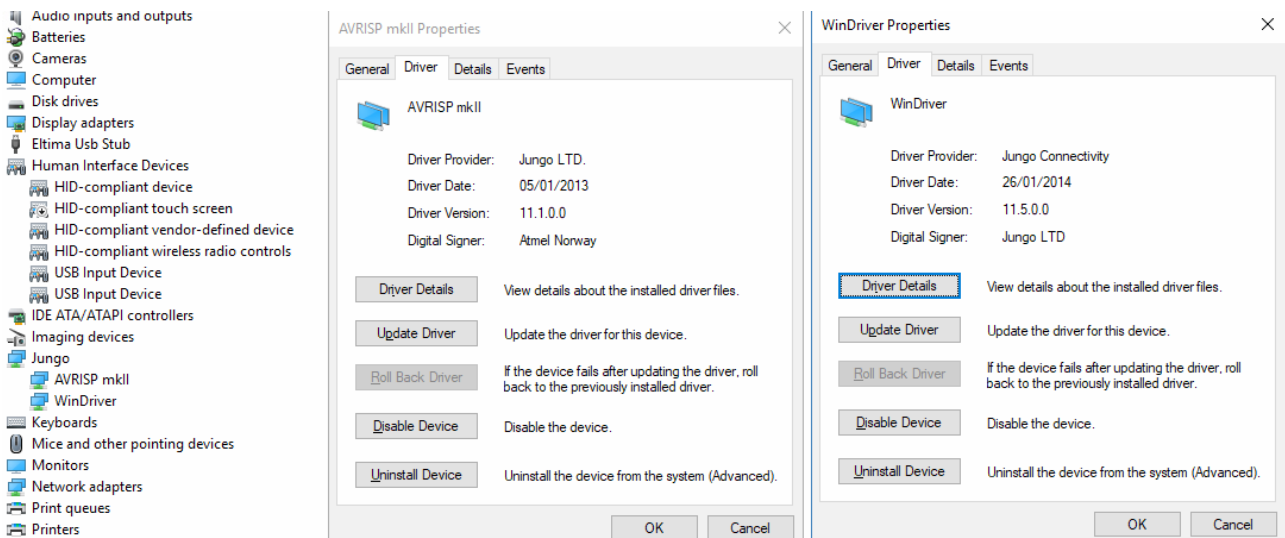 Audio inputs and outputs
Batteries
Cameras
Computer
Disk drives
Display adapters
Eltima Usb Stub
Human Interface Devices
HID-compliant device
HID-compliant touch screen
HID-compliant vendor-defined device
HID-compliant wireless radio controls
USB Input Device
USB Input Device
IDE ATA/ATAPI controllers
Imaging devices
Jungo
AVRISP mkII
WinDriver
Keyboards
Mice and other pointing devices
Monitors
Network adapters
Print queues
Printers
AVRISP mkII Properties
General Driver Details Events
AVRISP mkII
Driver Provider: Jungo LTD.
Driver Date: 05/01/2013
Driver Version: 11.1.0.0
Digital Signer: Atmel Norway
Driver Details View details about the installed driver files.
Update Driver Update the driver for this device.
Roll Back Driver If the device fails after updating the driver, roll
back to the previously installed driver.
Disable Device Disable the device.
Uninstall Device Uninstall the device from the system (Advanced).
OK Cancel
WinDriver Properties
General Driver Details Events
WinDriver
Driver Provider: Jungo Connectivity
Driver Date: 26/01/2014
Driver Version: 11.5.0.0
Digital Signer: Jungo LTD
Driver Details View details about the installed driver files.
Update Driver Update the driver for this device.
Roll Back Driver If the device fails after updating the driver, roll
back to the previously installed driver.
Disable Device Disable the device.
Uninstall Device Uninstall the device from the system (Advanced).
OK Cancel